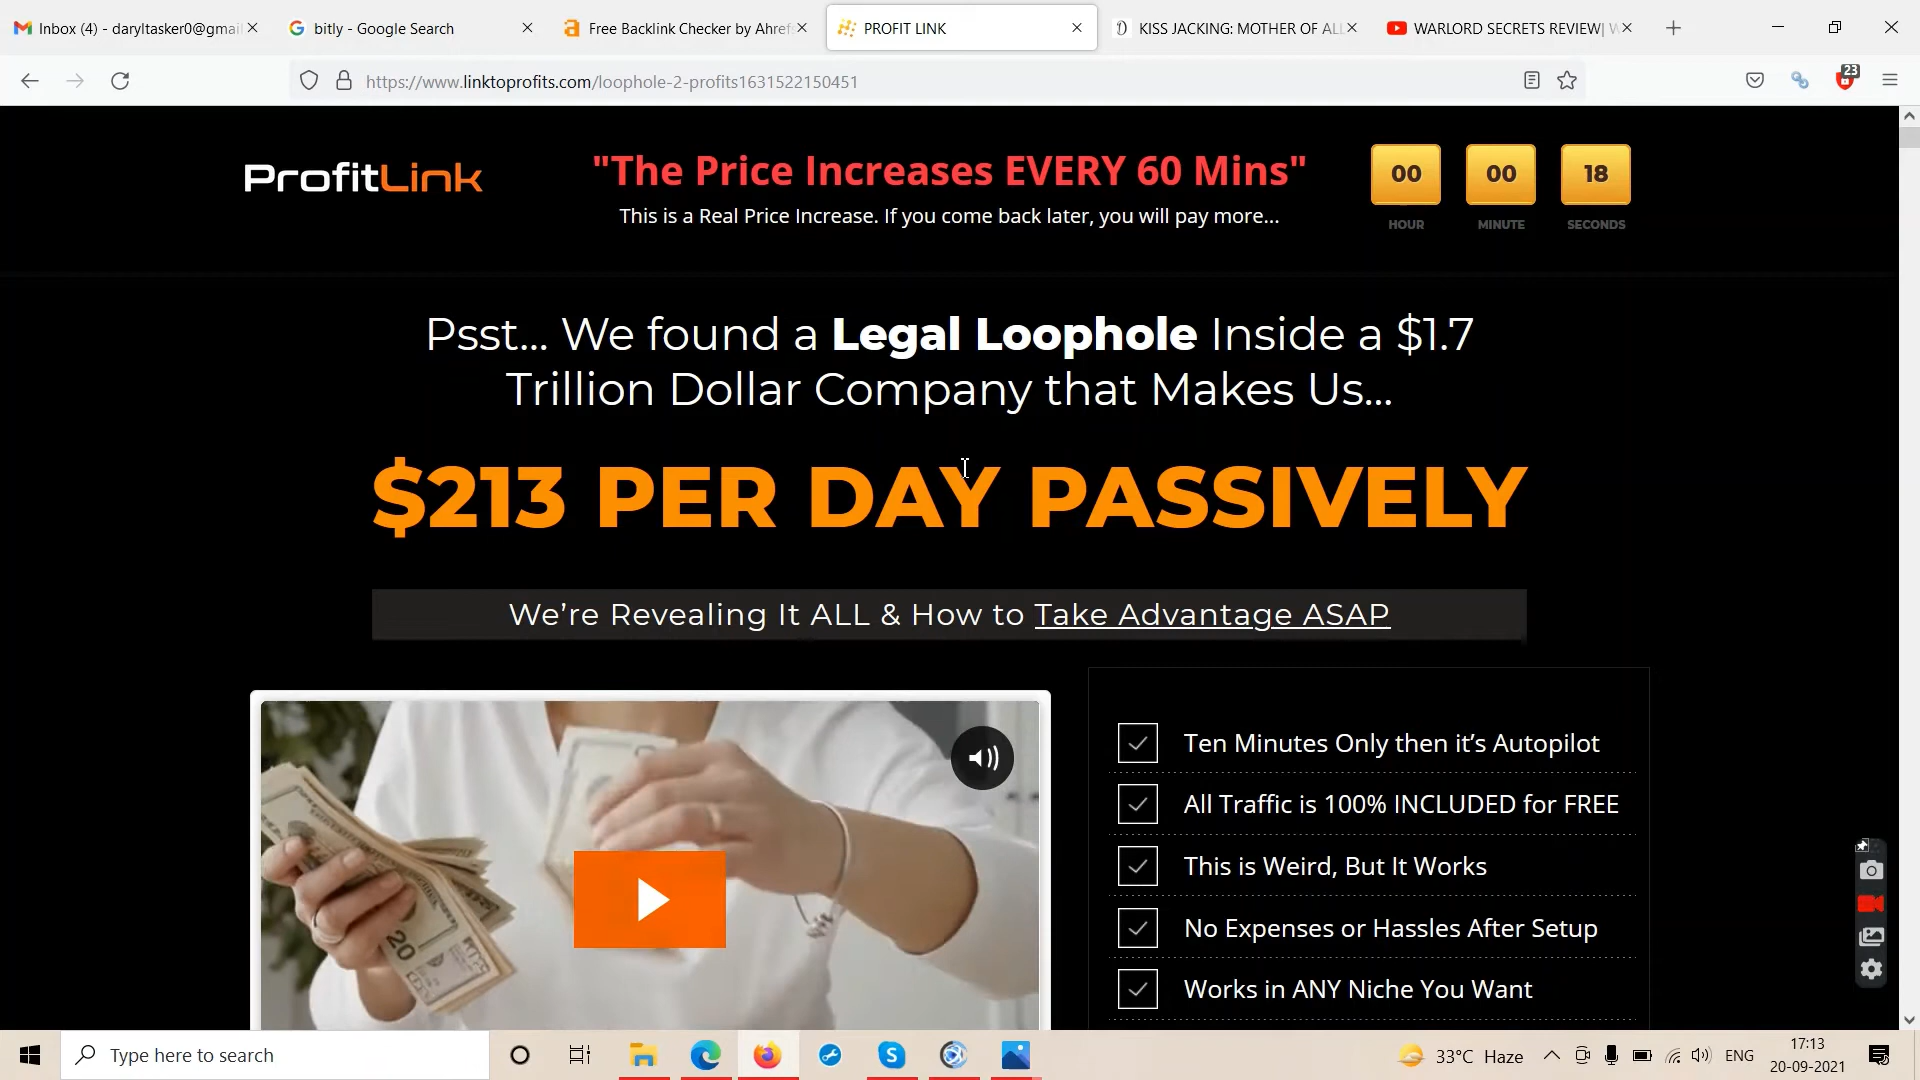 Inbox (4) - daryltasker0@gmai
bitly - Google Search
Free Backlink Checker by Ahref
PROFIT LINK
KISS JACKING: MOTHER OF AL
WARLORD SECRETS REVIEW| W
https://www.linktoprofits.com/loophole-2-profits1631522150451
23
ProfitLink
"The Price Increases EVERY 60 Mins"
This is a Real Price Increase. If you come back later, you will pay more...
00 00 18
HOUR MINUTE SECONDS
Psst... We found a Legal Loophole Inside a $1.7
Trillion Dollar Company that Makes Us...
$213 PER DAY PASSIVELY
We’re Revealing It ALL & How to Take Advantage ASAP
Ten Minutes Only then it’s Autopilot
All Traffic is 100% INCLUDED for FREE
This is Weird, But It Works
No Expenses or Hassles After Setup
Works in ANY Niche You Want
20
Type here to search
33°C Haze
ENG
17:13
20-09-2021